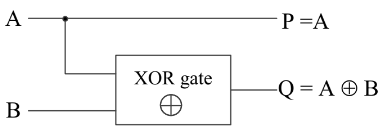 A P =A
XOR gate
⊕
B Q = A ⊕ B